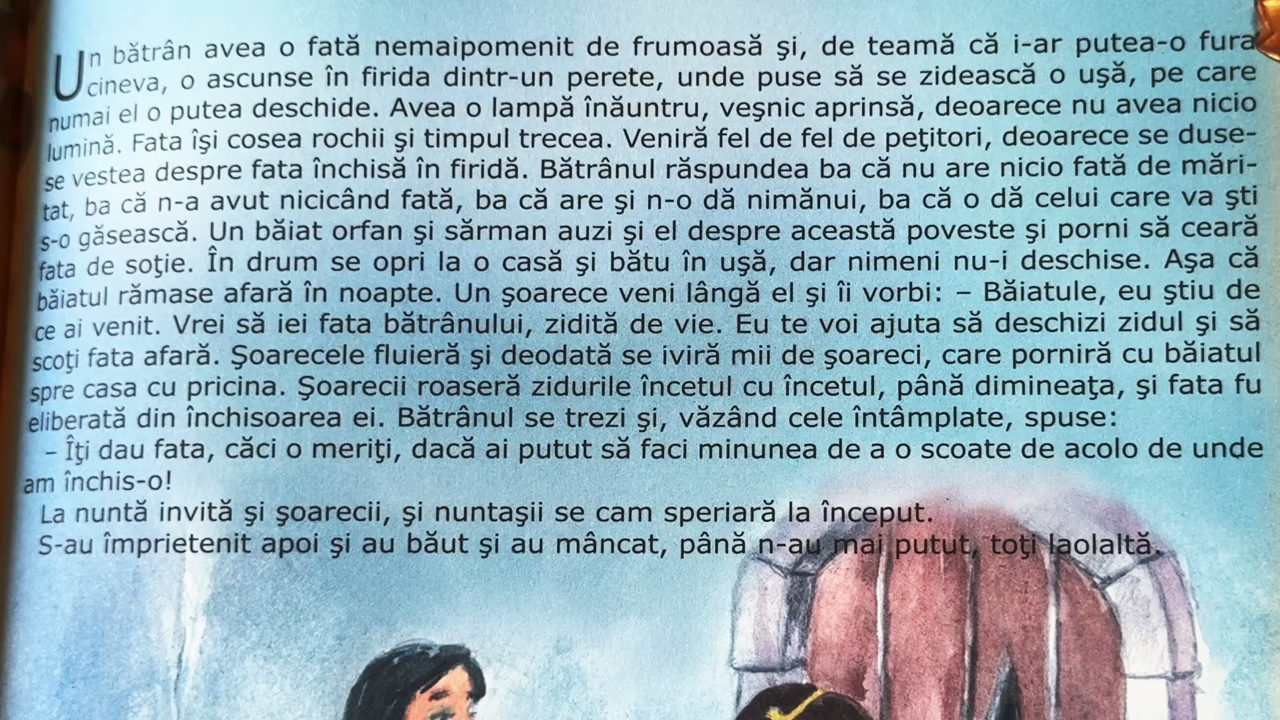 Un bătrân avea o fată nemaipomenit de frumoasă şi, de teamă că i-ar putea-o fura
cineva, o ascunse în firida dintr-un perete, unde puse să se zidească o uşă, pe care
numai el o putea deschide. Avea o lampă înăuntru, veşnic aprinsă, deoarece nu avea nicio
lumină. Fata îşi cosea rochii şi timpul trecea. Veniră fel de fel de peţitori, deoarece se duse-
se vestea despre fata închisă în firidă. Bătrânul răspundea ba că nu are nicio fată de mări-
tat, ba că n-a avut nicicând fată, ba că are şi n-o dă nimănui, ba că o dă celui care va şti
s-o găsească. Un băiat orfan şi sărman auzi şi el despre această poveste şi porni să ceară
fata de soţie. În drum se opri la o casă şi bătu în uşă, dar nimeni nu-i deschise. Aşa că
băiatul rămase afară în noapte. Un şoarece veni lângă el şi îi vorbi: – Băiatule, eu ştiu de
ce ai venit. Vrei să iei fata bătrânului, zidită de vie. Eu te voi ajuta să deschizi zidul şi să
scoţi fata afară. Şoarecele fluieră şi deodată se iviră mii de şoareci, care porniră cu băiatul
spre casa cu pricina. Şoarecii roaseră zidurile încetul cu încetul, până dimineaţa, şi fata fu
eliberată din închisoarea ei. Bătrânul se trezi şi, văzând cele întâmplate, spuse:
– Îţi dau fata, căci o meriţi, dacă ai putut să faci minunea de a o scoate de acolo de unde
am închis-o!
La nuntă invită şi şoarecii, şi nuntaşii se cam speriară la început.
S-au împrietenit apoi şi au băut şi au mâncat, până n-au mai putut, toţi laolaltă.